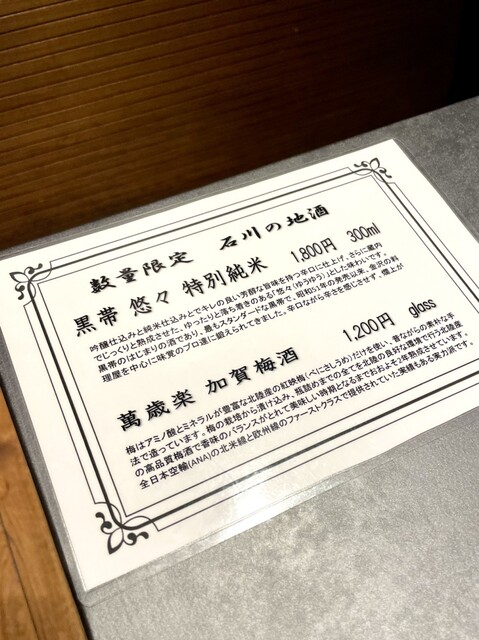 数量限定 石川の地酒
黒帯 悠々 特別純米 1,800円 300ml
吟醸仕込みと純米仕込みとでキレの良い芳醇な旨味を持つ辛口に仕上げ、さらに蔵内
でじっくりと熟成させた、ゆったりと落ち着きのある「悠々(ゆうゆう)」とした味わいです。
黒帯のはじまりの酒であり、最もスタンダードな黒帯で、昭和51年の発売以来、金沢の料
理屋を中心に味覚のプロ達に鍛えられてきました。辛口ながら辛さを感じさせず、燗上が
萬歳楽 加賀梅酒 1,200円 glass
梅はアミノ酸とミネラルが豊富な北陸産の紅映梅(べにさしうめ)だけを使い、昔ながらの素朴な手
法で造っています。梅の栽培から漬け込み、瓶詰めまでの全てを北陸の良好な環境で行う北陸産
の高品質梅酒で香味のバランスがとれて美味しい時期となるまでおおよそ2年熟成させています。
全日本空輸(ANA)の北米線と欧州線のファーストクラスで提供されていた実績もある実力派です。